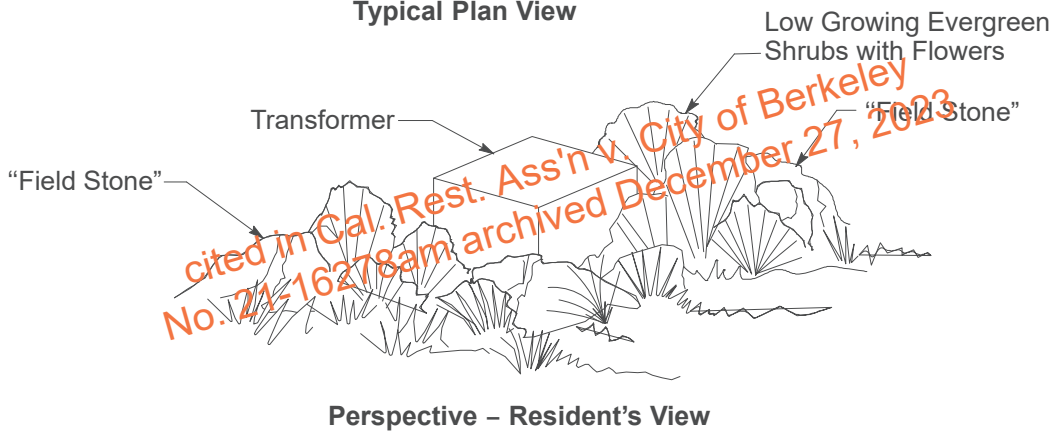 Typical Plan View
Low Growing Evergreen
Shrubs with Flowers
Transformer
“Field Stone”
“Field Stone”
cited in Cal. Rest. Ass'n v. City of Berkeley
No. 21-16278am archived December 27, 2023
Perspective – Resident’s View